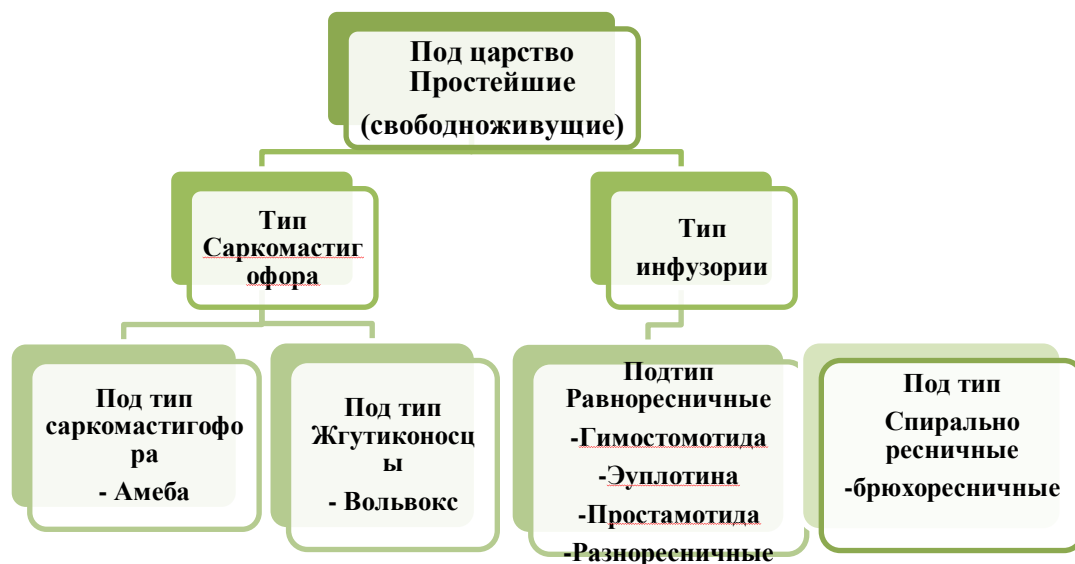 Под царство
Простейшие
(свободноживущие)
Тип
Саркомастиг
офора
Тип
инфузории
Под тип
саркомастигофо
ра
- Амеба
Под тип
Жгутиконосц
ы
- Вольвокс
Подтип
Равноресничные
-Гимостомотида
-Эуплотина
-Простамотида
-Разноресничные
Под тип
Спирально
ресничные
-брюхоресничные